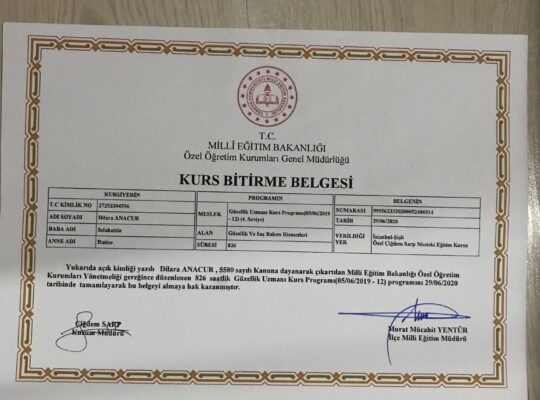 T.C.
MİLLÎ EĞİTİM BAKANLIĞI
Özel Öğretim Kurumları Genel Müdürlüğü
KURS BİTİRME BELGESİ
KURSİYERİN
T.C KİMLİK NO 27253304556
ADI SOYADI Dilara ANACUR
BABA ADI Selahattin
ANNE ADI Hatice
PROGRAMIN
MESLEK Güzellik Uzmanı Kurs Programı(05/06/2019
- 12) (4. Seviye)
ALAN Güzellik Ve Saç Bakım Hizmetleri
SÜRESİ 826
BELGENİN
NUMARASI
TARİH 29/06/2020
VERİLDİĞİ
YER
İstanbul-Şişli
Özel Çiğdem Sarp Mesleki Eğitim Kursu
Yukarıda açık kimliği yazılı Dilara ANACUR , 5580 sayılı Kanuna dayanarak çıkartılan Milli Eğitim Bakanlığı Özel Öğretim
Kurumları Yönetmeliği gereğince düzenlenen 826 saatlik Güzellik Uzmanı Kurs Programı(05/06/2019 - 12) programını 29/06/2020
tarihinde tamamlayarak bu belgeyi almaya hak kazanmıştır.
Çiğdem SARP
Kurum Müdürü
Murat Mücahit YENTÜR
İlçe Milli Eğitim Müdürü